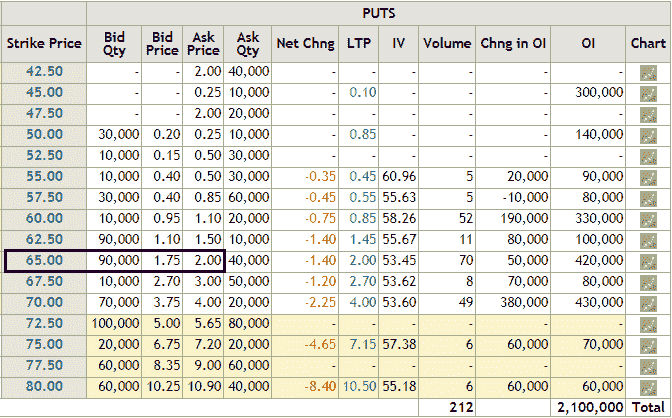 PUTS
Strike Price Bid Qty Bid Price Ask Price Ask Qty Net Chng LTP IV Volume Chng in OI OI Chart
42.50 - - 2.00 40,000 - - - - - -
45.00 - - 0.25 10,000 - 0.10 - - - 300,000
47.50 - - 2.00 20,000 - - - - - -
50.00 30,000 0.20 0.25 10,000 - 0.85 - - - 140,000
52.50 10,000 0.15 0.50 30,000 - - - - - -
55.00 10,000 0.40 0.50 30,000 -0.35 0.45 60.96 5 20,000 90,000
57.50 30,000 0.40 0.85 60,000 -0.45 0.55 55.63 5 -10,000 80,000
60.00 10,000 0.95 1.10 20,000 -0.75 0.85 58.26 52 190,000 330,000
62.50 90,000 1.10 1.50 10,000 -1.40 1.45 55.67 11 80,000 100,000
65.00 90,000 1.75 2.00 40,000 -1.40 2.00 53.45 70 50,000 420,000
67.50 10,000 2.70 3.00 50,000 -1.20 2.70 53.62 8 70,000 80,000
70.00 70,000 3.75 4.00 20,000 -2.25 4.00 53.60 49 380,000 430,000
72.50 100,000 5.00 5.65 80,000 - - - - - -
75.00 20,000 6.75 7.20 20,000 -4.65 7.15 57.38 6 60,000 70,000
77.50 60,000 8.35 9.00 60,000 - - - - - -
80.00 60,000 10.25 10.90 40,000 -8.40 10.50 55.18 6 60,000 60,000
212 2,100,000 Total